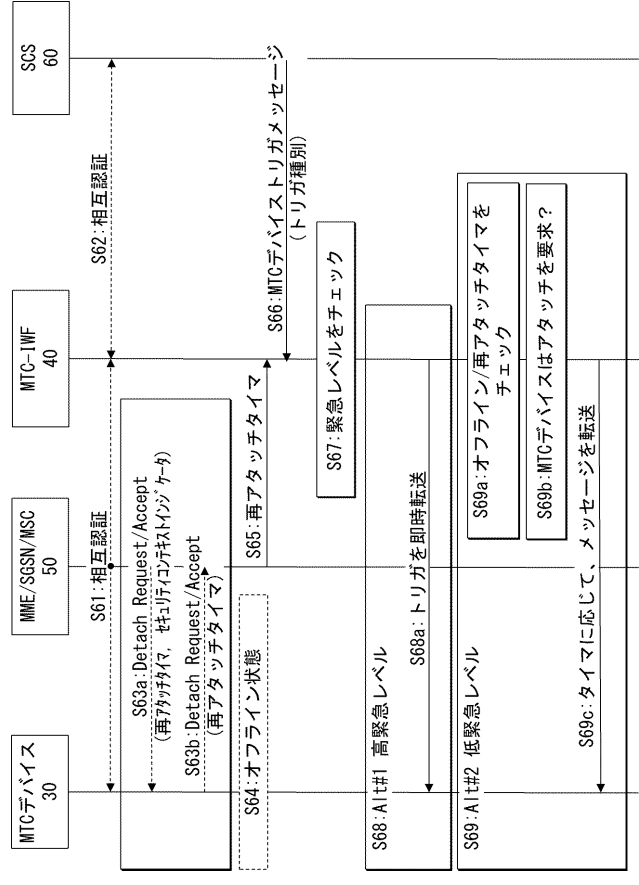 MTCデバイス
30
MME/SGSN/MSC
50
MTC-IWF
40
SCS
60
S61:相互認証
S62:相互認証
S63a:Detach Request/Accept
(再アタッチタイマ, セキュリティコンテキストインジケータ)
S63b:Detach Request/Accept
(再アタッチタイマ)
S64:オフライン状態
S65:再アタッチタイマ
S66:MTCデバイストリガメッセージ
(トリガ種別)
S67:緊急レベルをチェック
S68:Alt#1 高緊急レベル
S68a:トリガを即時転送
S69:Alt#2 低緊急レベル
S69a:オフライン/再アタッチタイマを
チェック
S69b:MTCデバイスはアタッチを要求?
S69c:タイマに応じて、メッセージを転送